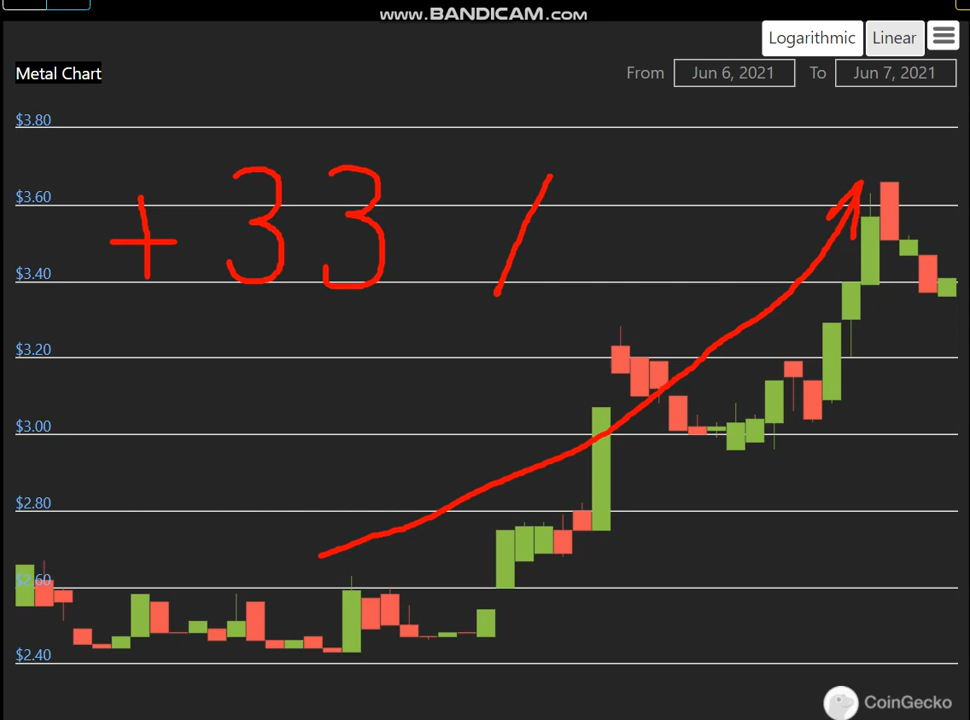 www.BANDICAM.com
Logarithmic Linear
Metal Chart
From Jun 6, 2021 To Jun 7, 2021
$3.80
+33 /
$3.60
$3.40
$3.20
$3.00
$2.80
$2.60
$2.40
CoinGecko